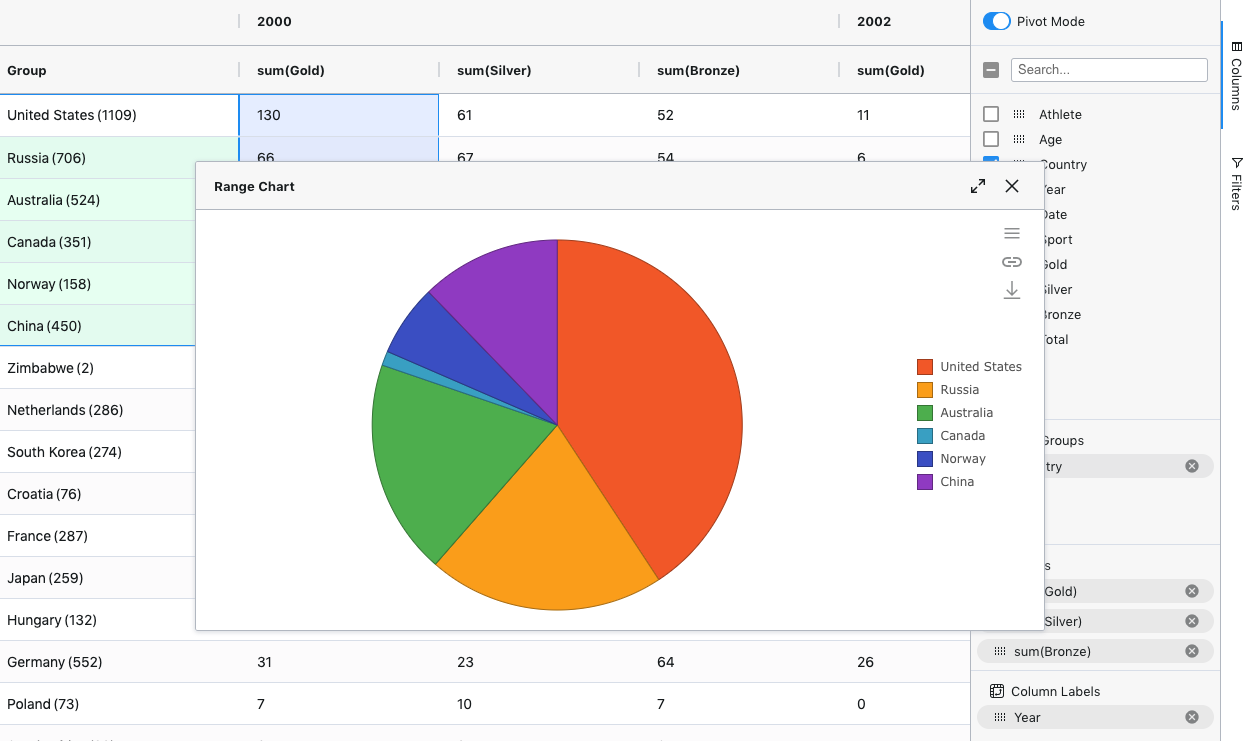 2000
2002
Group
sum(Gold)
sum(Silver)
sum(Bronze)
sum(Gold)
United States (1109)
130
61
52
11
Russia (706)
66
67
54
6
Australia (524)
Canada (351)
Norway (158)
China (450)
Zimbabwe (2)
Netherlands (286)
South Korea (274)
Croatia (76)
France (287)
Japan (259)
Hungary (132)
Germany (552)
31
23
64
26
Poland (73)
7
10
7
0
Range Chart
United States
Russia
Australia
Canada
Norway
China
Pivot Mode
Search...
Athlete
Age
Country
Year
Date
Sport
Gold
Silver
Bronze
Total
Groups
try
s
Gold)
Silver)
sum(Bronze)
Column Labels
Year
Columns
Filters